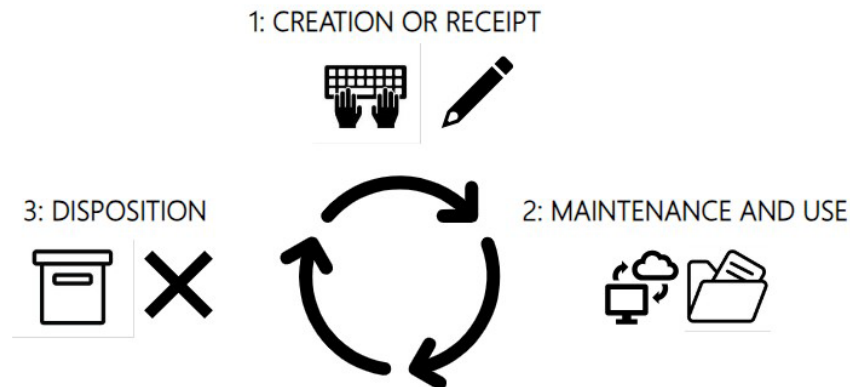 1: CREATION OR RECEIPT
3: DISPOSITION
2: MAINTENANCE AND USE